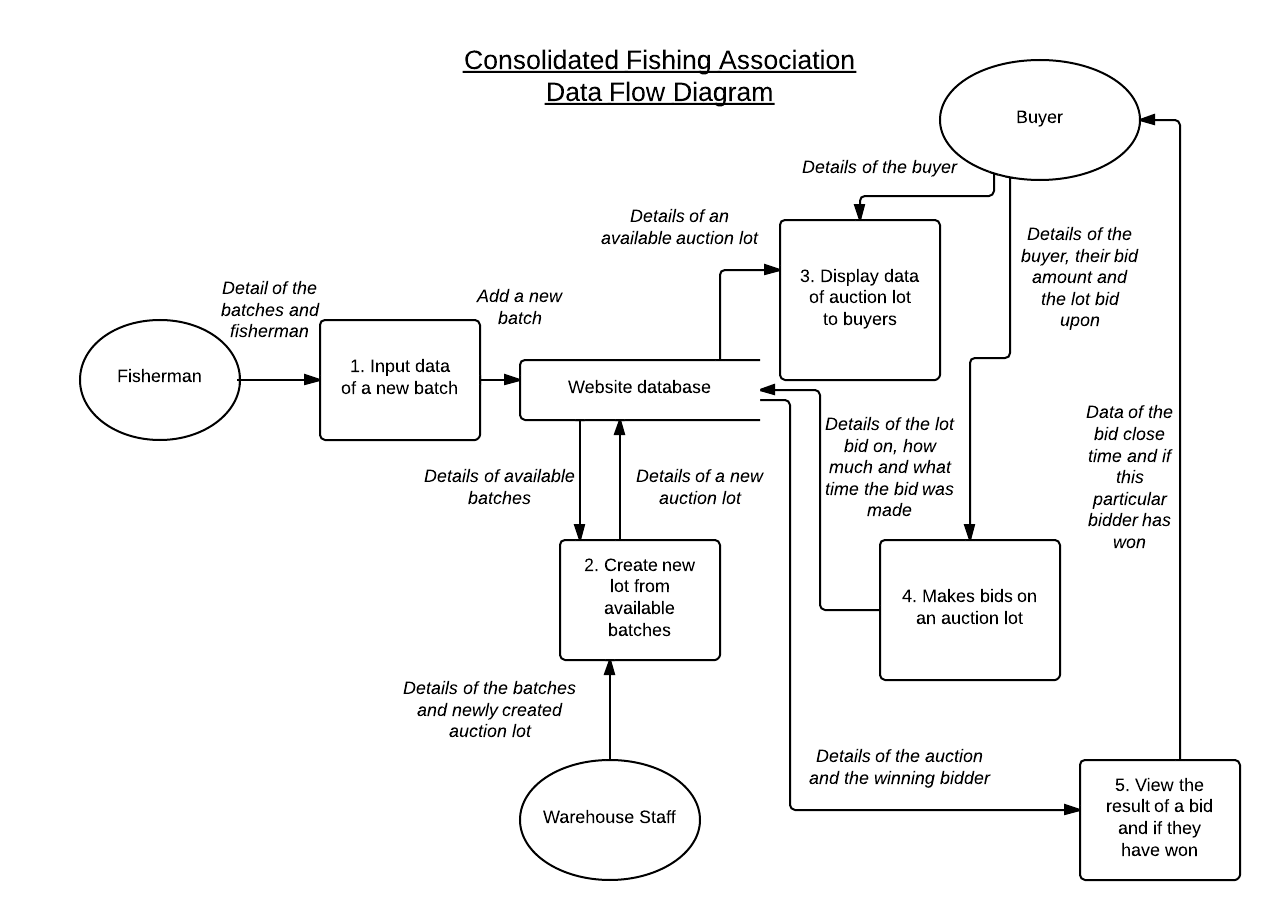 Consolidated Fishing Association
Data Flow Diagram
Buyer
Details of the buyer
Details of an
available auction lot
Details of the
buyer, their bid
amount and
the lot bid
upon
3. Display data
of auction lot
to buyers
Detail of the
batches and
fisherman
Add a new
batch
Fisherman
1. Input data
of a new batch
Website database
Details of the lot
bid on, how
much and what
time the bid was
made
Data of the
bid close
time and if
this
particular
bidder has
won
Details of available
batches
Details of a new
auction lot
2. Create new
lot from
available
batches
4. Makes bids on
an auction lot
Details of the batches
and newly created
auction lot
Details of the auction
and the winning bidder
Warehouse Staff
5. View the
result of a bid
and if they
have won